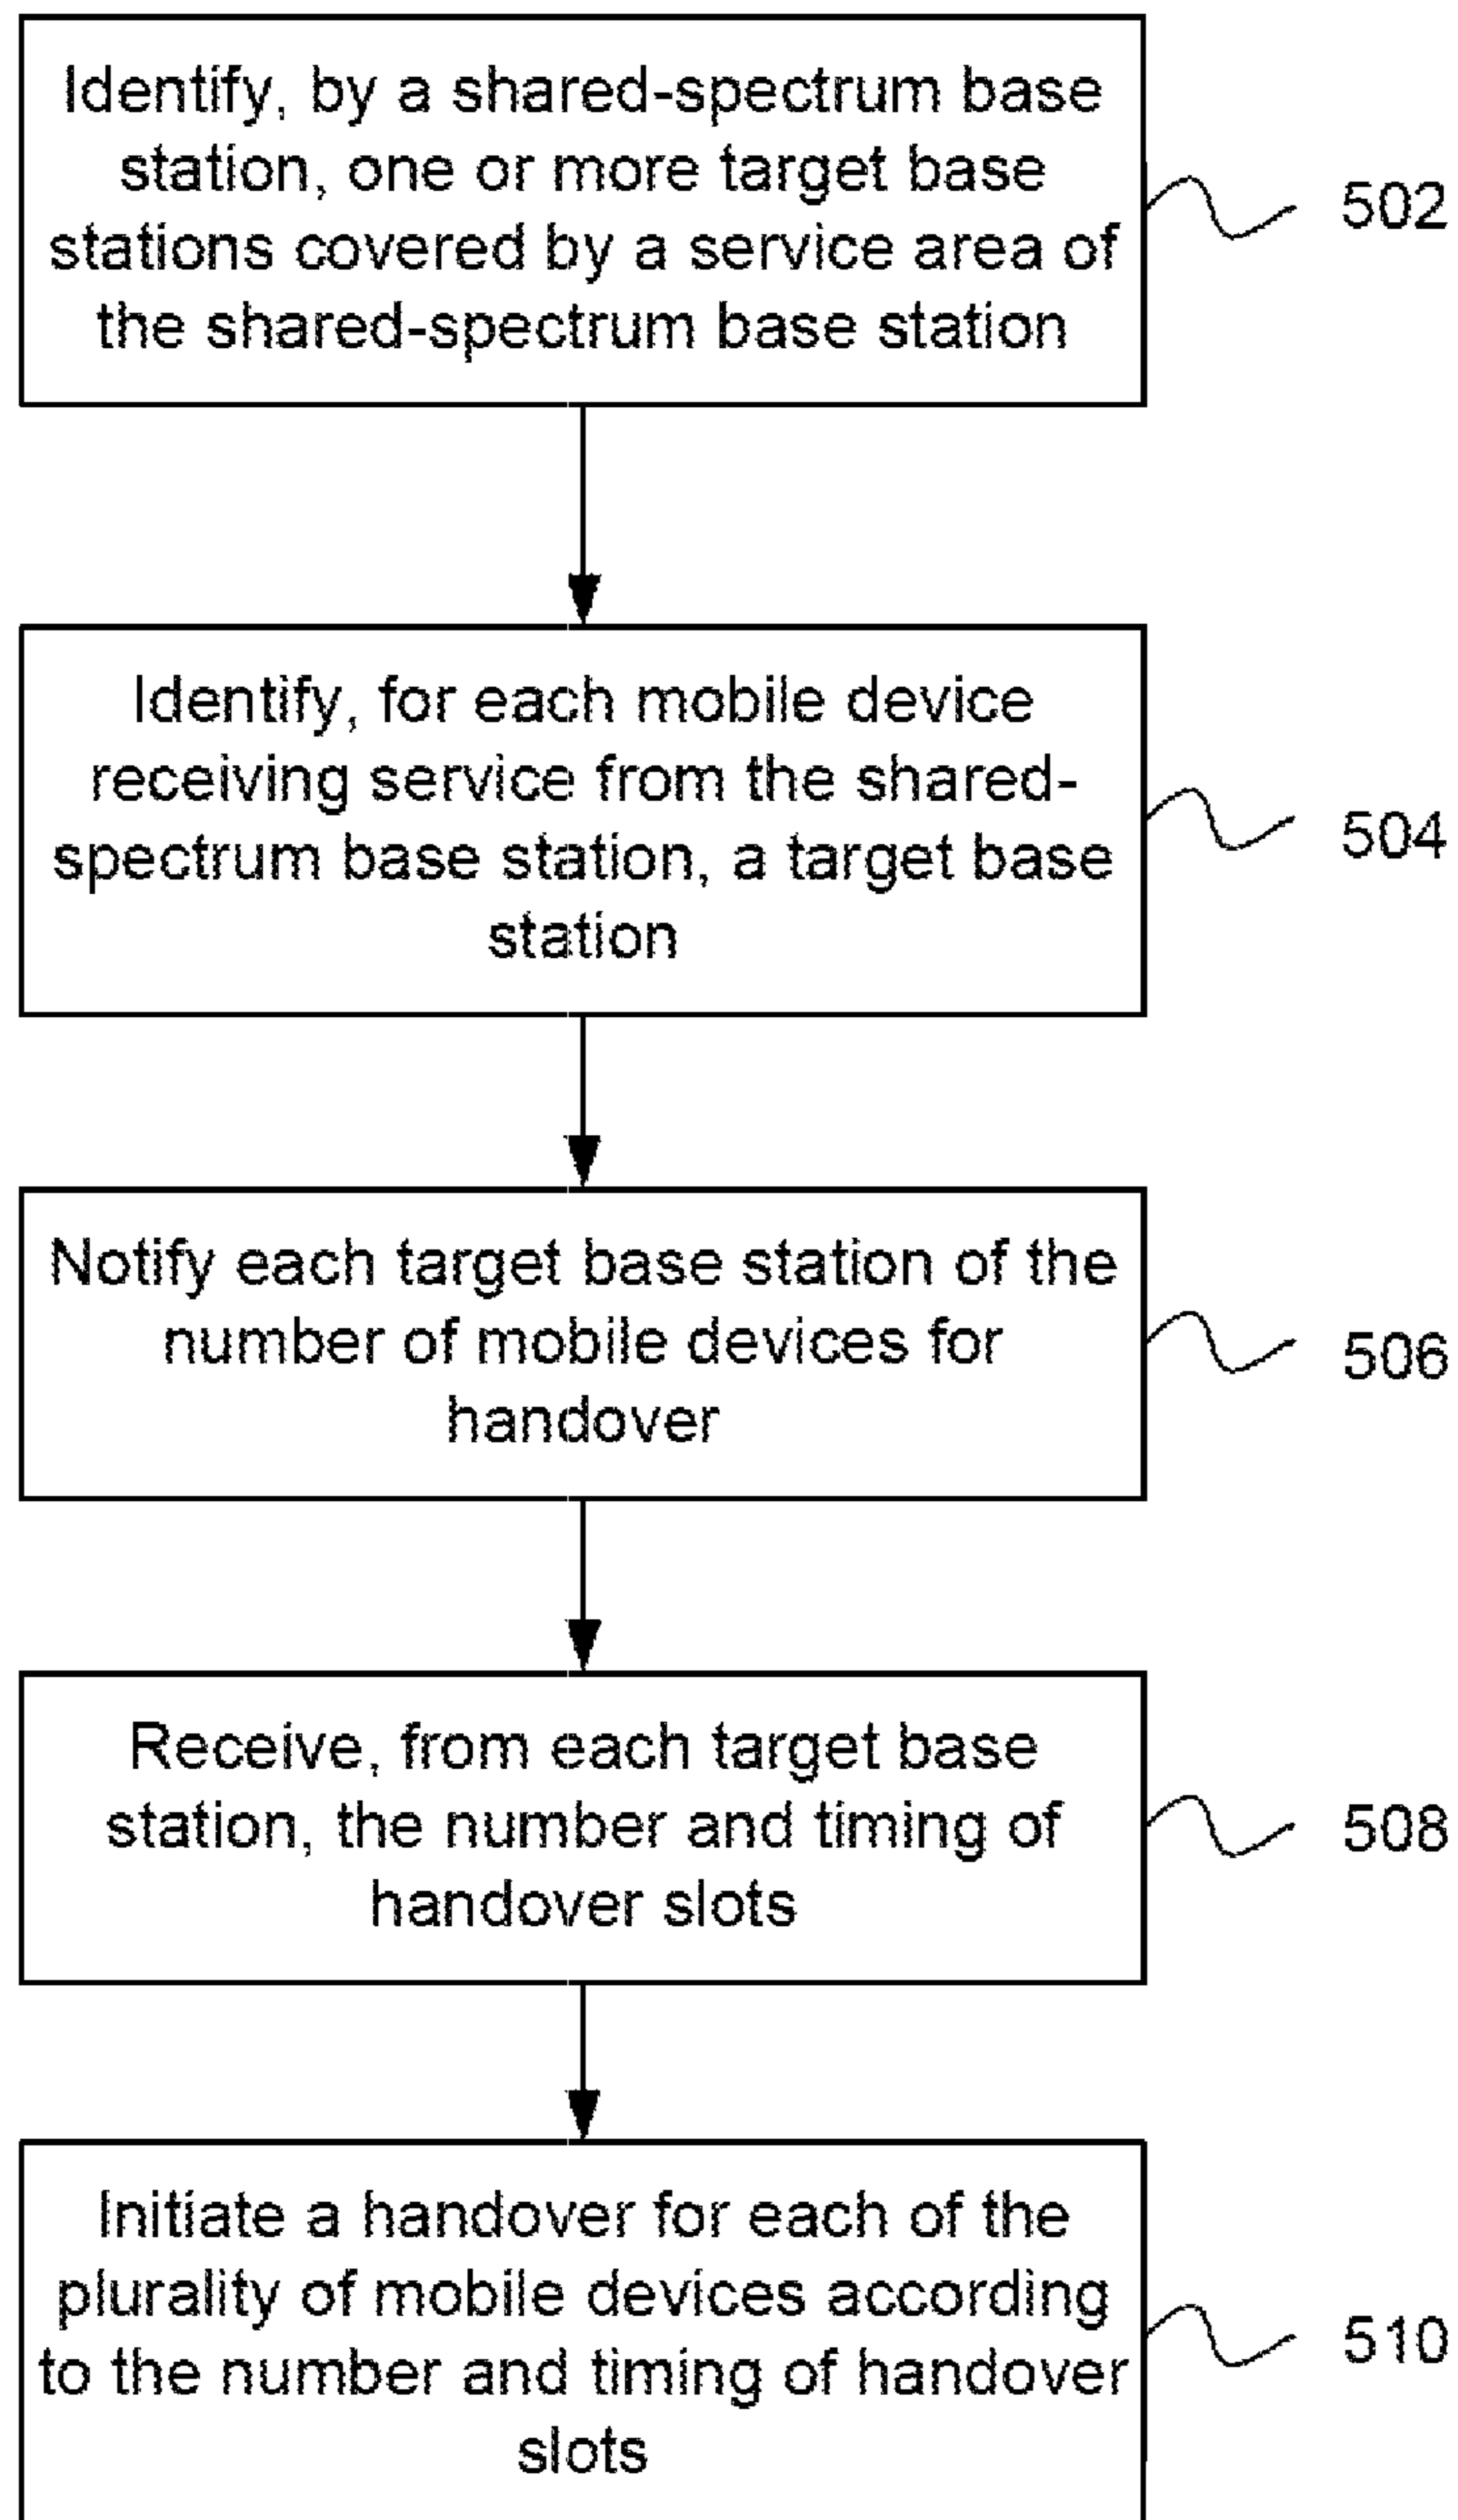 Identify, by a shared-spectrum base
station, one or more target base
stations covered by a service area of
the shared-spectrum base station
502
Identify, for each mobile device
receiving service from the shared-
spectrum base station, a target base
station
504
Notify each target base station of the
number of mobile devices for
handover
506
Receive, from each target base
station, the number and timing of
handover slots
508
Initiate a handover for each of the
plurality of mobile devices according
to the number and timing of handover
slots
510